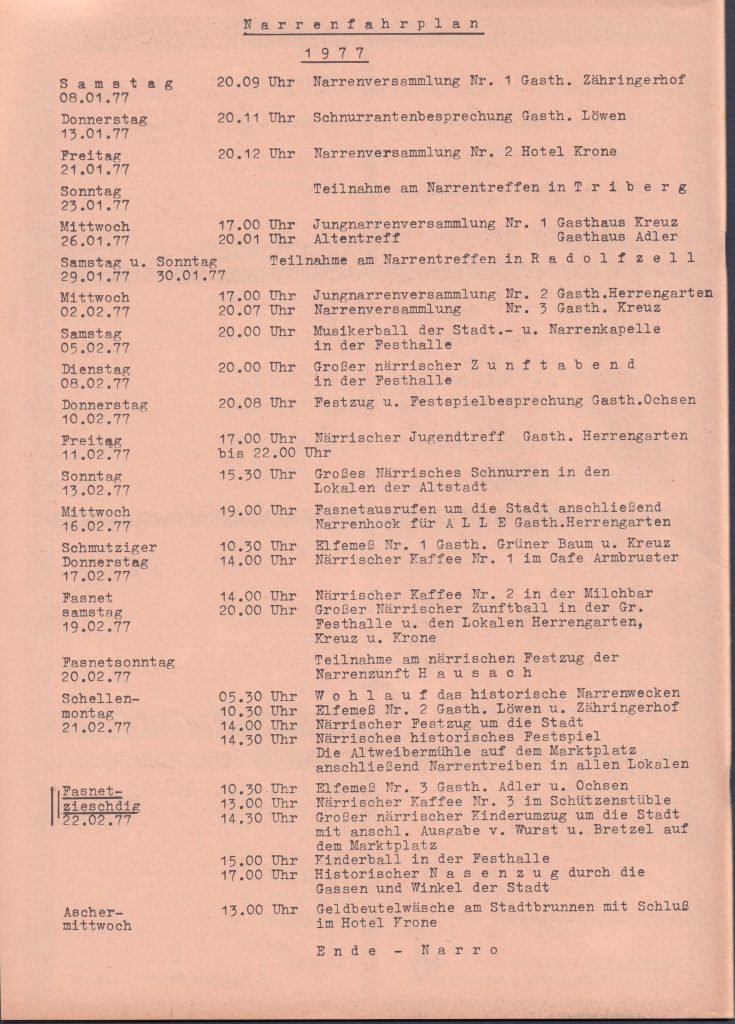 N a r r e n f a h r p l a n
1 9 7 7
S a m s t a g 20.09 Uhr Narrenversammlung Nr. 1 Gasth. Zähringerhof
08.01.77
Donnerstag 20.11 Uhr Schnurrantenbesprechung Gasth. Löwen
13.01.77
Freitag 20.12 Uhr Narrenversammlung Nr. 2 Hotel Krone
21.01.77
Sonntag Teilnahme am Narrentreffen in T r i b e r g
23.01.77
Mittwoch 17.00 Uhr Jungnarrenversammlung Nr. 1 Gasthaus Kreuz
26.01.77 20.01 Uhr Altentreff Gasthaus Adler
Samstag u. Sonntag Teilnahme am Narrentreffen in R a d o l f z e l l
29.01.77 30.01.77
Mittwoch 17.00 Uhr Jungnarrenversammlung Nr. 2 Gasth.Herrengarten
02.02.77 20.07 Uhr Narrenversammlung Nr. 3 Gasth. Kreuz
Samstag 20.00 Uhr Musikerball der Stadt.- u. Narrenkapelle
05.02.77 in der Festhalle
Dienstag 20.00 Uhr Großer närrischer Z u n f t a b e n d
08.02.77 in der Festhalle
Donnerstag 20.08 Uhr Festzug u. Festspielbesprechung Gasth.Ochsen
10.02.77
Freitag 17.00 Uhr Närrischer Jugendtreff Gasth. Herrengarten
11.02.77 bis 22.00 Uhr
Sonntag 15.30 Uhr Großes Närrisches Schnurren in den
13.02.77 Lokalen der Altstadt
Mittwoch 19.00 Uhr Fasnetausrufen um die Stadt anschließend
16.02.77 Narrenhock für A L L E Gasth.Herrengarten
Schmutziger 10.30 Uhr Elfemeß Nr. 1 Gasth. Grüner Baum u. Kreuz
Donnerstag 14.00 Uhr Närrischer Kaffee Nr. 1 im Cafe Armbruster
17.02.77
Fasnet 14.00 Uhr Närrischer Kaffee Nr. 2 in der Milchbar
samstag 20.00 Uhr Großer Närrischer Zunftball in der Gr.
19.02.77 Festhalle u. den Lokalen Herrengarten,
Kreuz u. Krone
Fasnetsonntag Teilnahme am närrischen Festzug der
20.02.77 Narrenzunft H a u s a c h
Schellen- 05.30 Uhr W o h l a u f das historische Narrenwecken
montag 10.30 Uhr Elfemeß Nr. 2 Gasth. Löwen u. Zähringerhof
21.02.77 14.00 Uhr Närrischer Festzug um die Stadt
14.30 Uhr Närrisches historisches Festspiel
Die Altweibermühle auf dem Marktplatz
anschließend Narrentreiben in allen Lokalen
Fasnet- 10.30 Uhr Elfemeß Nr. 3 Gasth. Adler u. Ochsen
zieschdig 13.00 Uhr Närrischer Kaffee Nr. 3 im Schützenstüble
22.02.77 14.30 Uhr Großer närrischer Kinderumzug um die Stadt
mit anschl. Ausgabe v. Wurst u. Bretzel auf
dem Marktplatz
15.00 Uhr Kinderball in der Festhalle
17.00 Uhr Historischer N a s e n z u g durch die
Gassen und Winkel der Stadt
Ascher- 13.00 Uhr Geldbeutelwäsche am Stadtbrunnen mit Schluß
mittwoch im Hotel Krone
E n d e - N a r r o